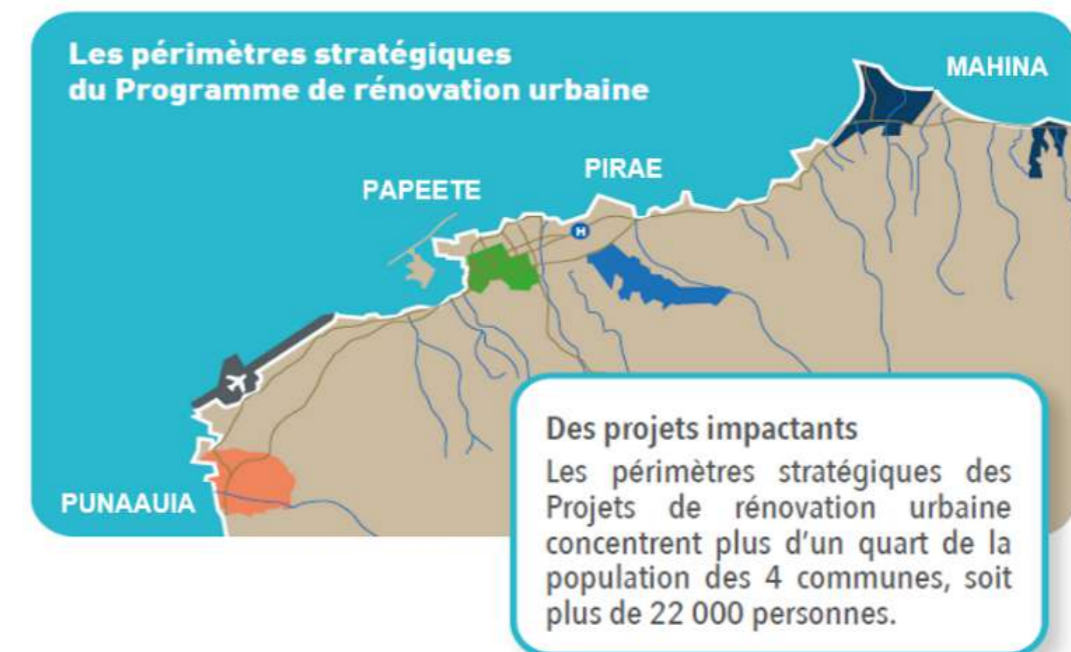 Les périmètres stratégiques
du Programme de rénovation urbaine
MAHINA
PIRAE
PAPEETE
H
PUNAAUIA
Des projets impactants
Les périmètres stratégiques des
Projets de rénovation urbaine
concentrent plus d'un quart de la
population des 4 communes, soit
plus de 22 000 personnes.